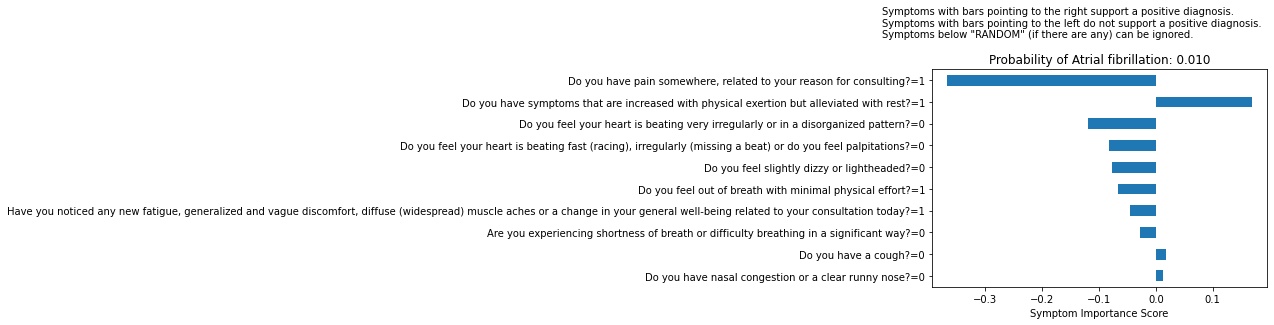 Symptoms with bars pointing to the right support a positive diagnosis.
Symptoms with bars pointing to the left do not support a positive diagnosis.
Symptoms below "RANDOM" (if there are any) can be ignored.
Probability of Atrial fibrillation: 0.010
Do you have pain somewhere, related to your reason for consulting?=1
Do you have symptoms that are increased with physical exertion but alleviated with rest?=1
Do you feel your heart is beating very irregularly or in a disorganized pattern?=0
Do you feel your heart is beating fast (racing), irregularly (missing a beat) or do you feel palpitations?=0
Do you feel slightly dizzy or lightheaded?=0
Do you feel out of breath with minimal physical effort?=1
Have you noticed any new fatigue, generalized and vague discomfort, diffuse (widespread) muscle aches or a change in your general well-being related to your consultation today?=1
Are you experiencing shortness of breath or difficulty breathing in a significant way?=0
Do you have a cough?=0
Do you have nasal congestion or a clear runny nose?=0
−0.3 −0.2 −0.1 0.0 0.1
Symptom Importance Score